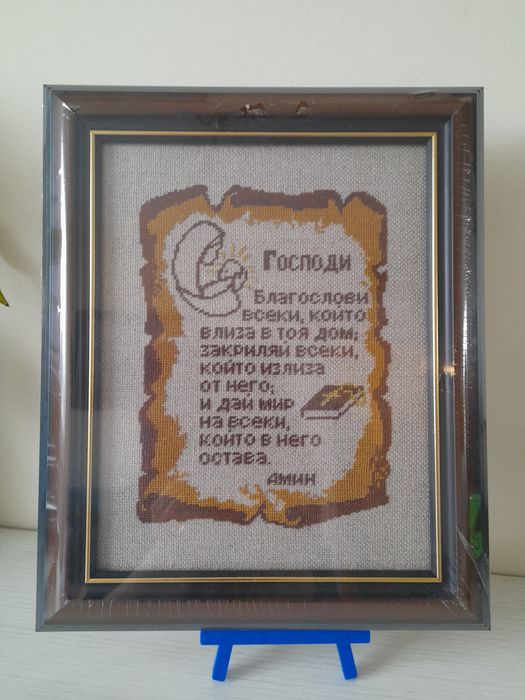 Господи
Благослови
всеки, който
влиза в тоя дом;
закриляй всеки,
който излиза
от него;
и дай мир
на всеки,
който в него
остава.
Амин